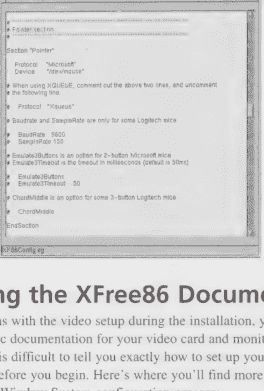 # Pointer section
Section "Pointer"
Protocol "Microsoft"
Device "/dev/mouse"
# When using XQUEUE, comment out the above two lines, and uncomment
# the following line.
# Protocol "Xqueue"
# Baudrate and SampleRate are only for some Logitech mice
# BaudRate 9600
# SampleRate 150
# Emulate3Buttons is an option for 2-button Microsoft mice
# Emulate3Timeout is the timeout in milliseconds (default is 50ms)
# Emulate3Buttons
# Emulate3Timeout 50
# ChordMiddle is an option for some 3-button Logitech mice
# ChordMiddle
EndSection
XF86Config.eg
ng the XFree86 Docume
ns with the video setup during the installation, y
c documentation for your video card and monit
is difficult to tell you exactly how to set up you
efore you begin. Here's where you'll find more